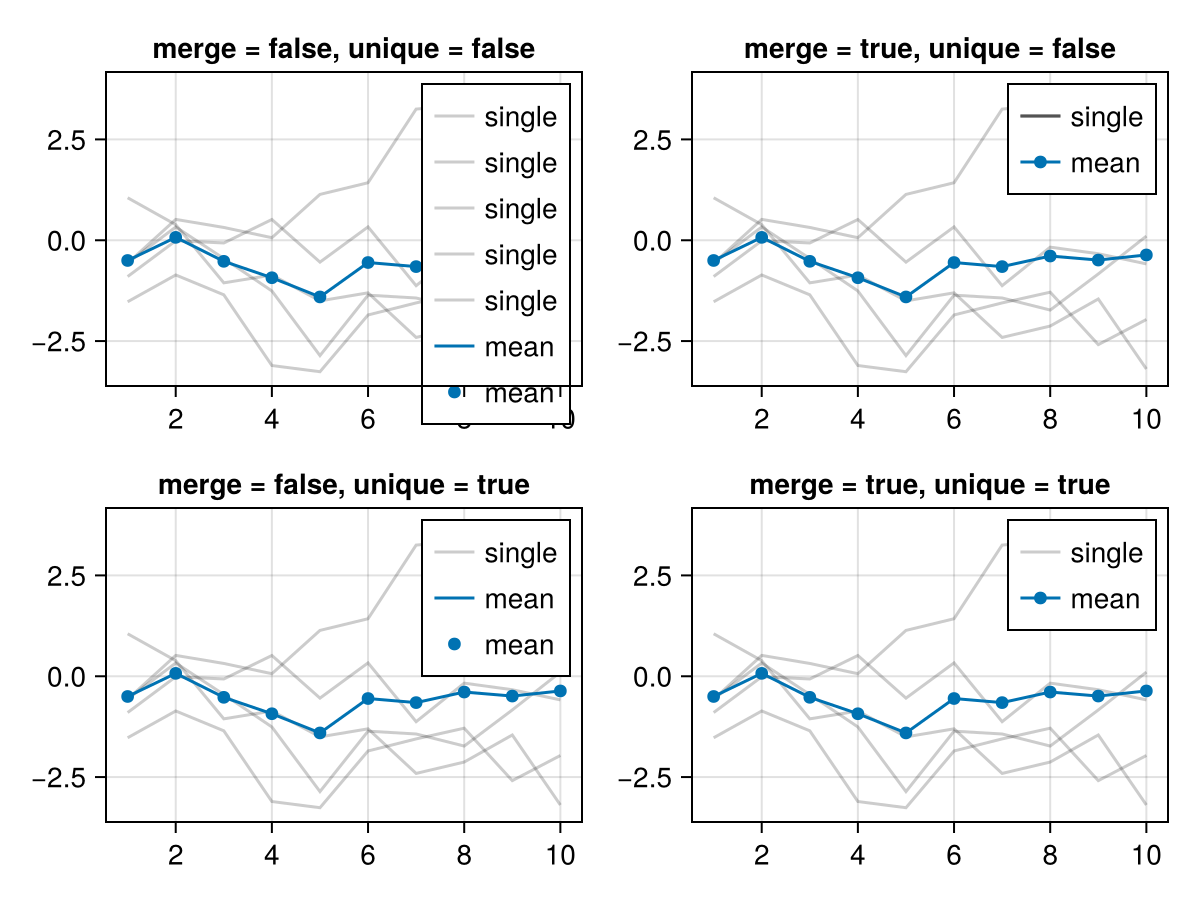 merge = false, unique = false
single
single
single
single
single
mean
mean
2.5
0.0
−2.5
2
4
6
8
10
merge = true, unique = false
single
mean
2.5
0.0
−2.5
2
4
6
8
10
merge = false, unique = true
single
mean
mean
2.5
0.0
−2.5
2
4
6
8
10
merge = true, unique = true
single
mean
2.5
0.0
−2.5
2
4
6
8
10